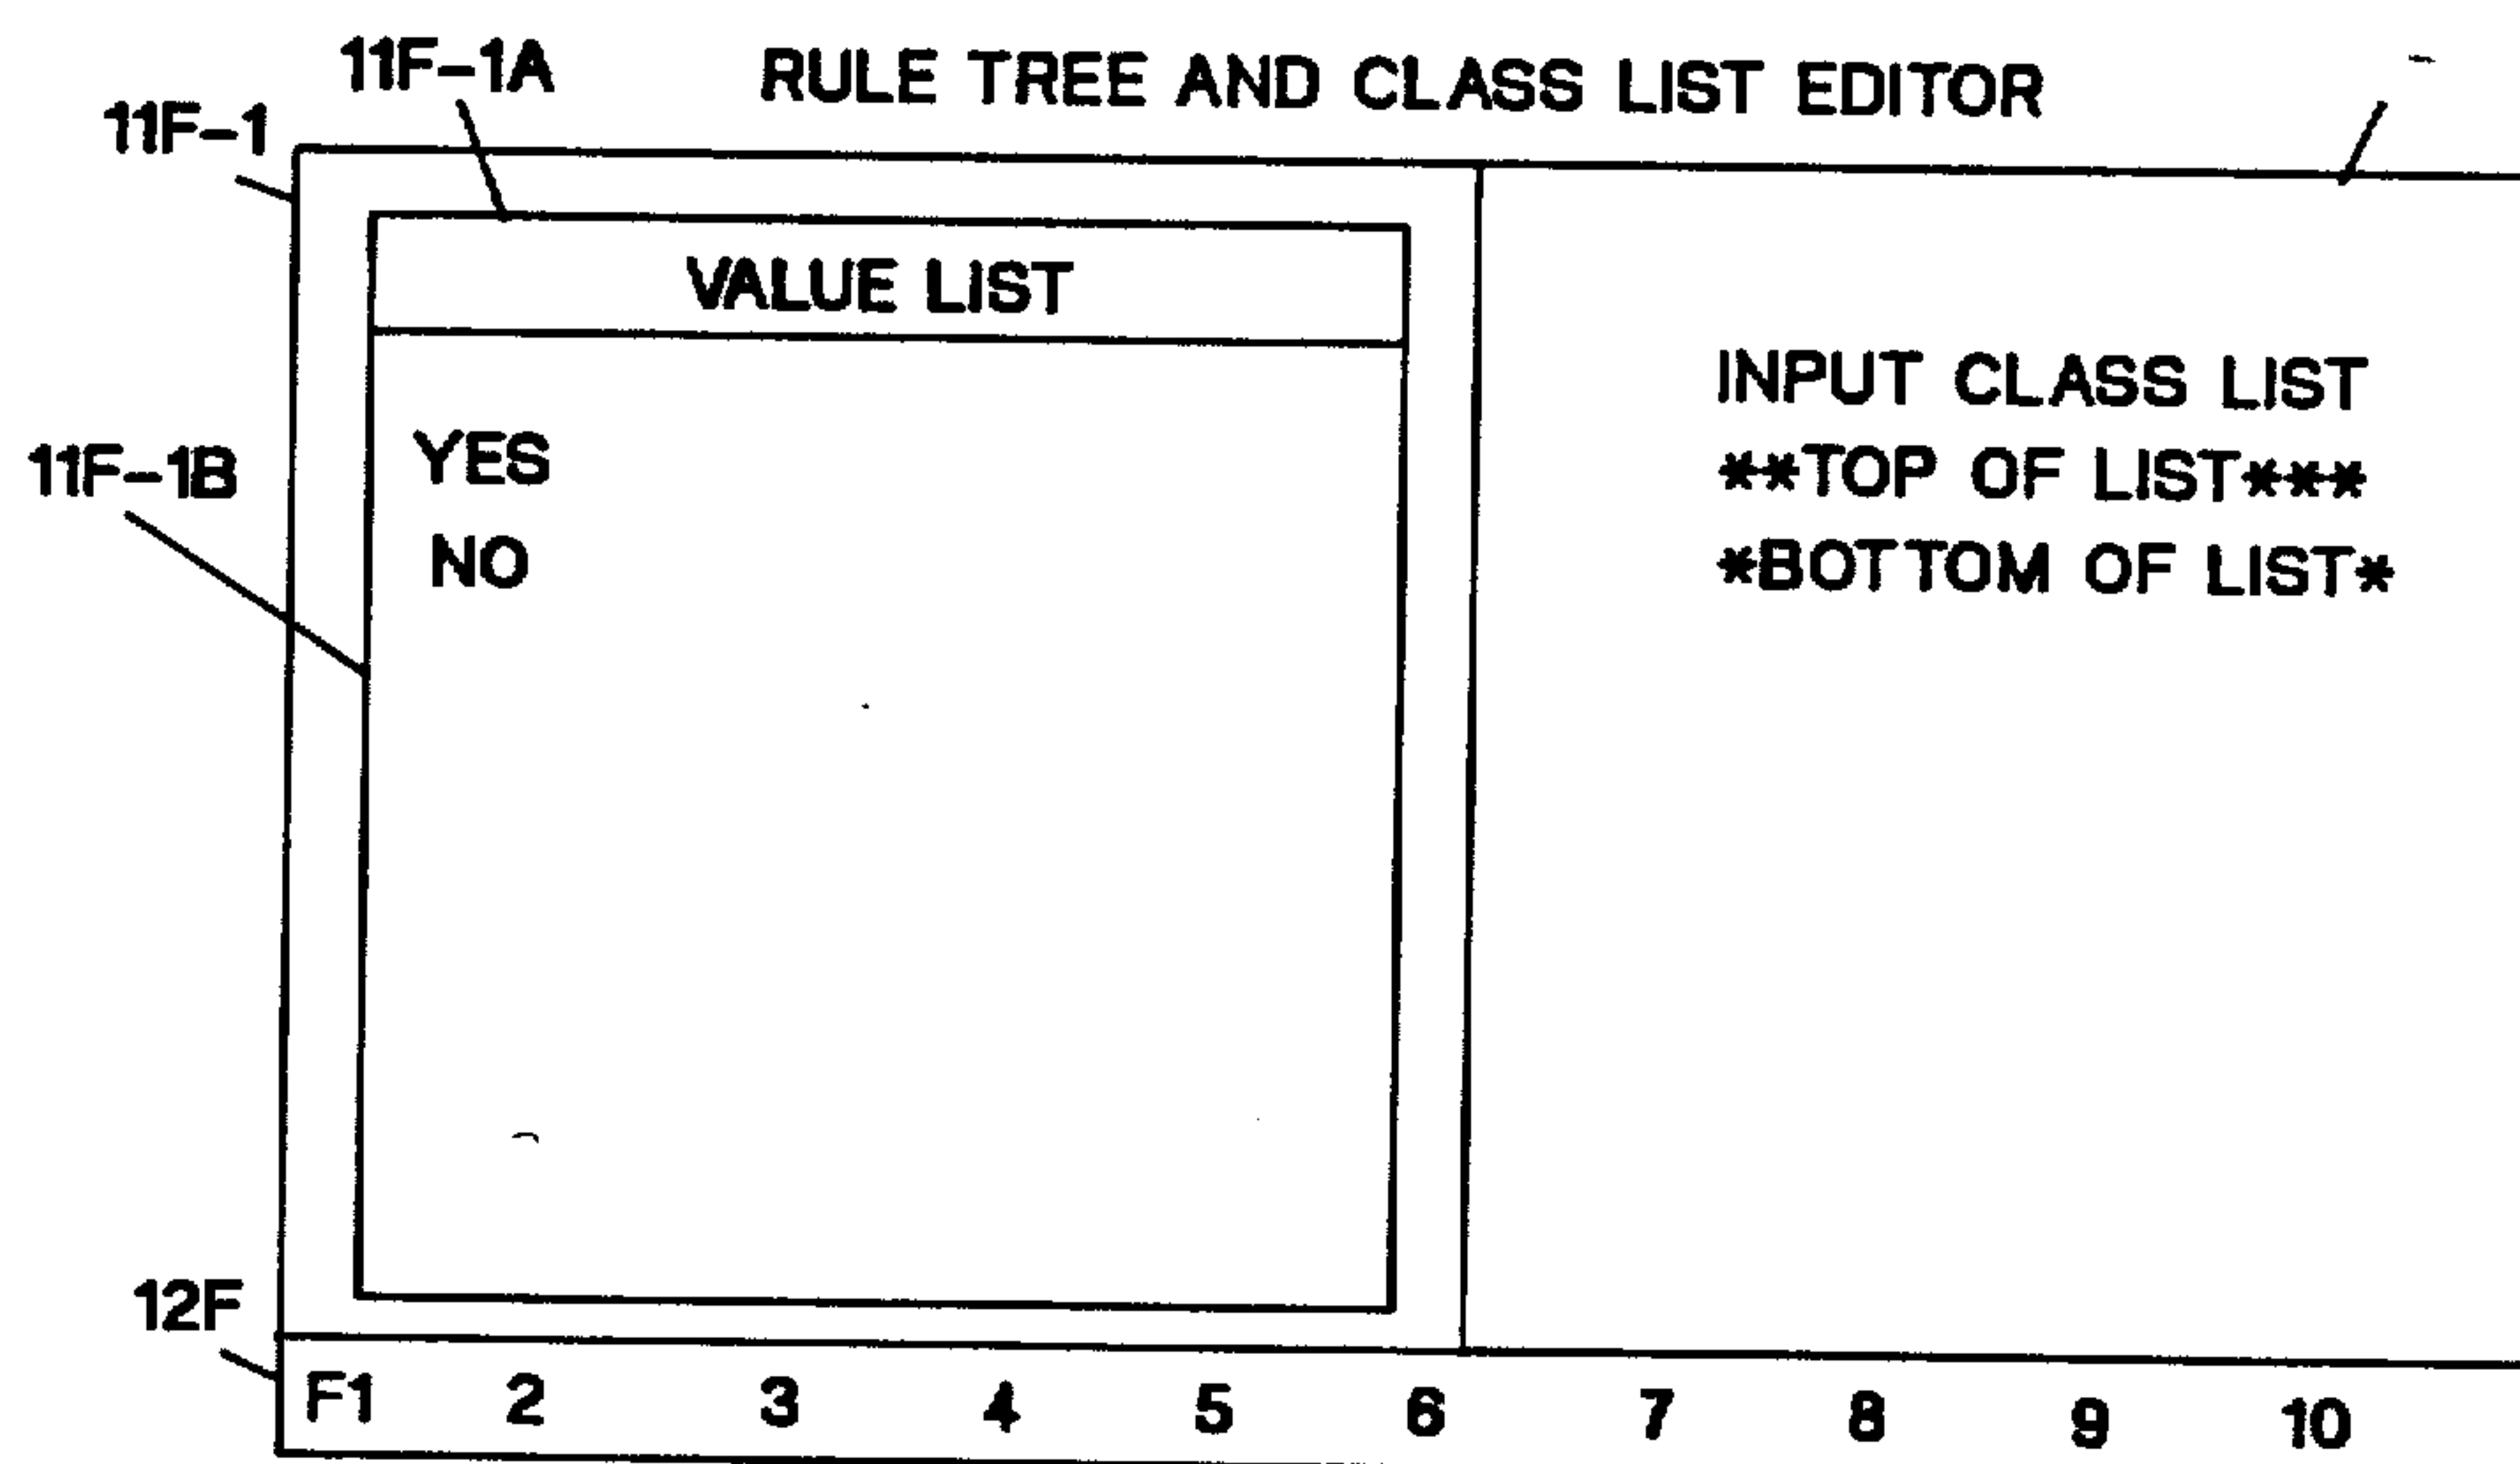 11F-1A RULE TREE AND CLASS LIST EDITOR
11F-1
VALUE LIST
INPUT CLASS LIST
YES
11F-1B
**TOP OF LIST***
NO
*BOTTOM OF LIST*
12F
F1 2 3 4 5 6 7 8 9 10